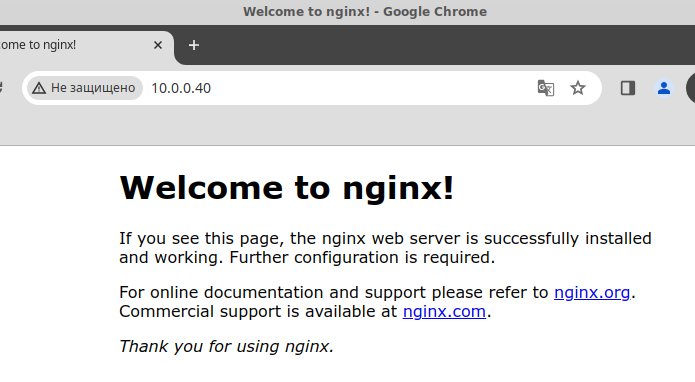 Welcome to nginx! - Google Chrome
ome to nginx!
Не защищено 10.0.0.40
Welcome to nginx!
If you see this page, the nginx web server is successfully installed
and working. Further configuration is required.
For online documentation and support please refer to nginx.org.
Commercial support is available at nginx.com.
Thank you for using nginx.